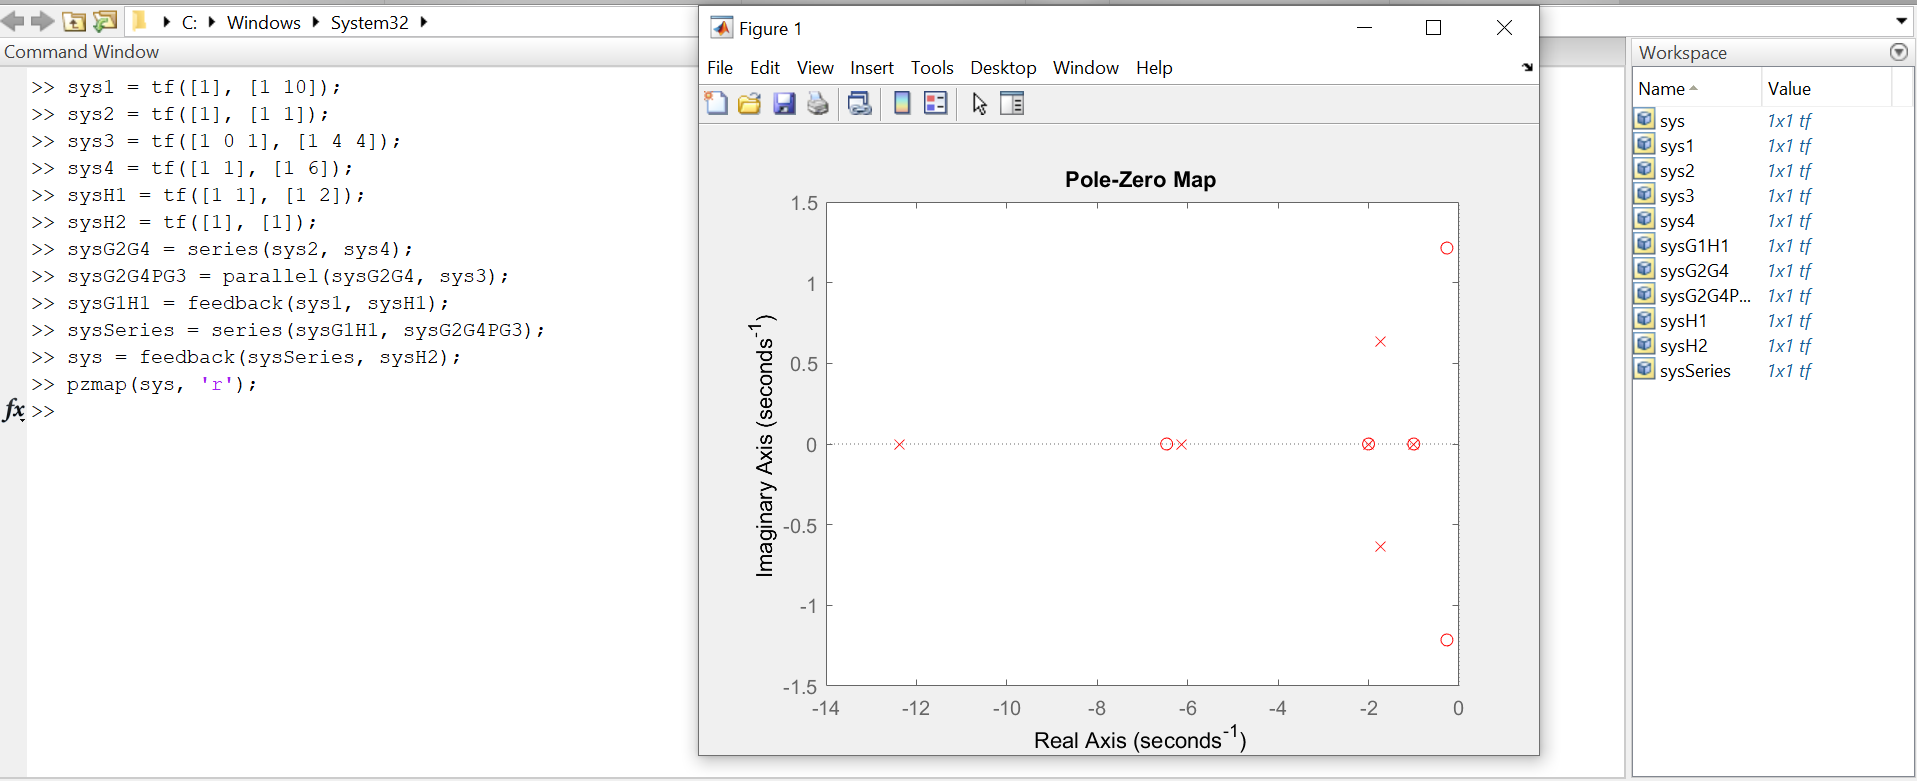 C: Windows System32
Command Window
>> sys1 = tf([1], [1 10]);
>> sys2 = tf([1], [1 1]);
>> sys3 = tf([1 0 1], [1 4 4]);
>> sys4 = tf([1 1], [1 6]);
>> sysH1 = tf([1 1], [1 2]);
>> sysH2 = tf([1], [1]);
>> sysG2G4 = series(sys2, sys4);
>> sysG2G4PG3 = parallel(sysG2G4, sys3);
>> sysG1H1 = feedback(sys1, sysH1);
>> sysSeries = series(sysG1H1, sysG2G4PG3);
>> sys = feedback(sysSeries, sysH2);
>> pzmap(sys, 'r');
fx >>
Figure 1
File Edit View Insert Tools Desktop Window Help
Pole-Zero Map
1.5
1
0.5
0
-0.5
-1
-1.5
Imaginary Axis (seconds-1)
-14 -12 -10 -8 -6 -4 -2 0
Real Axis (seconds-1)
Workspace
Name Value
sys 1x1 tf
sys1 1x1 tf
sys2 1x1 tf
sys3 1x1 tf
sys4 1x1 tf
sysG1H1 1x1 tf
sysG2G4 1x1 tf
sysG2G4P... 1x1 tf
sysH1 1x1 tf
sysH2 1x1 tf
sysSeries 1x1 tf